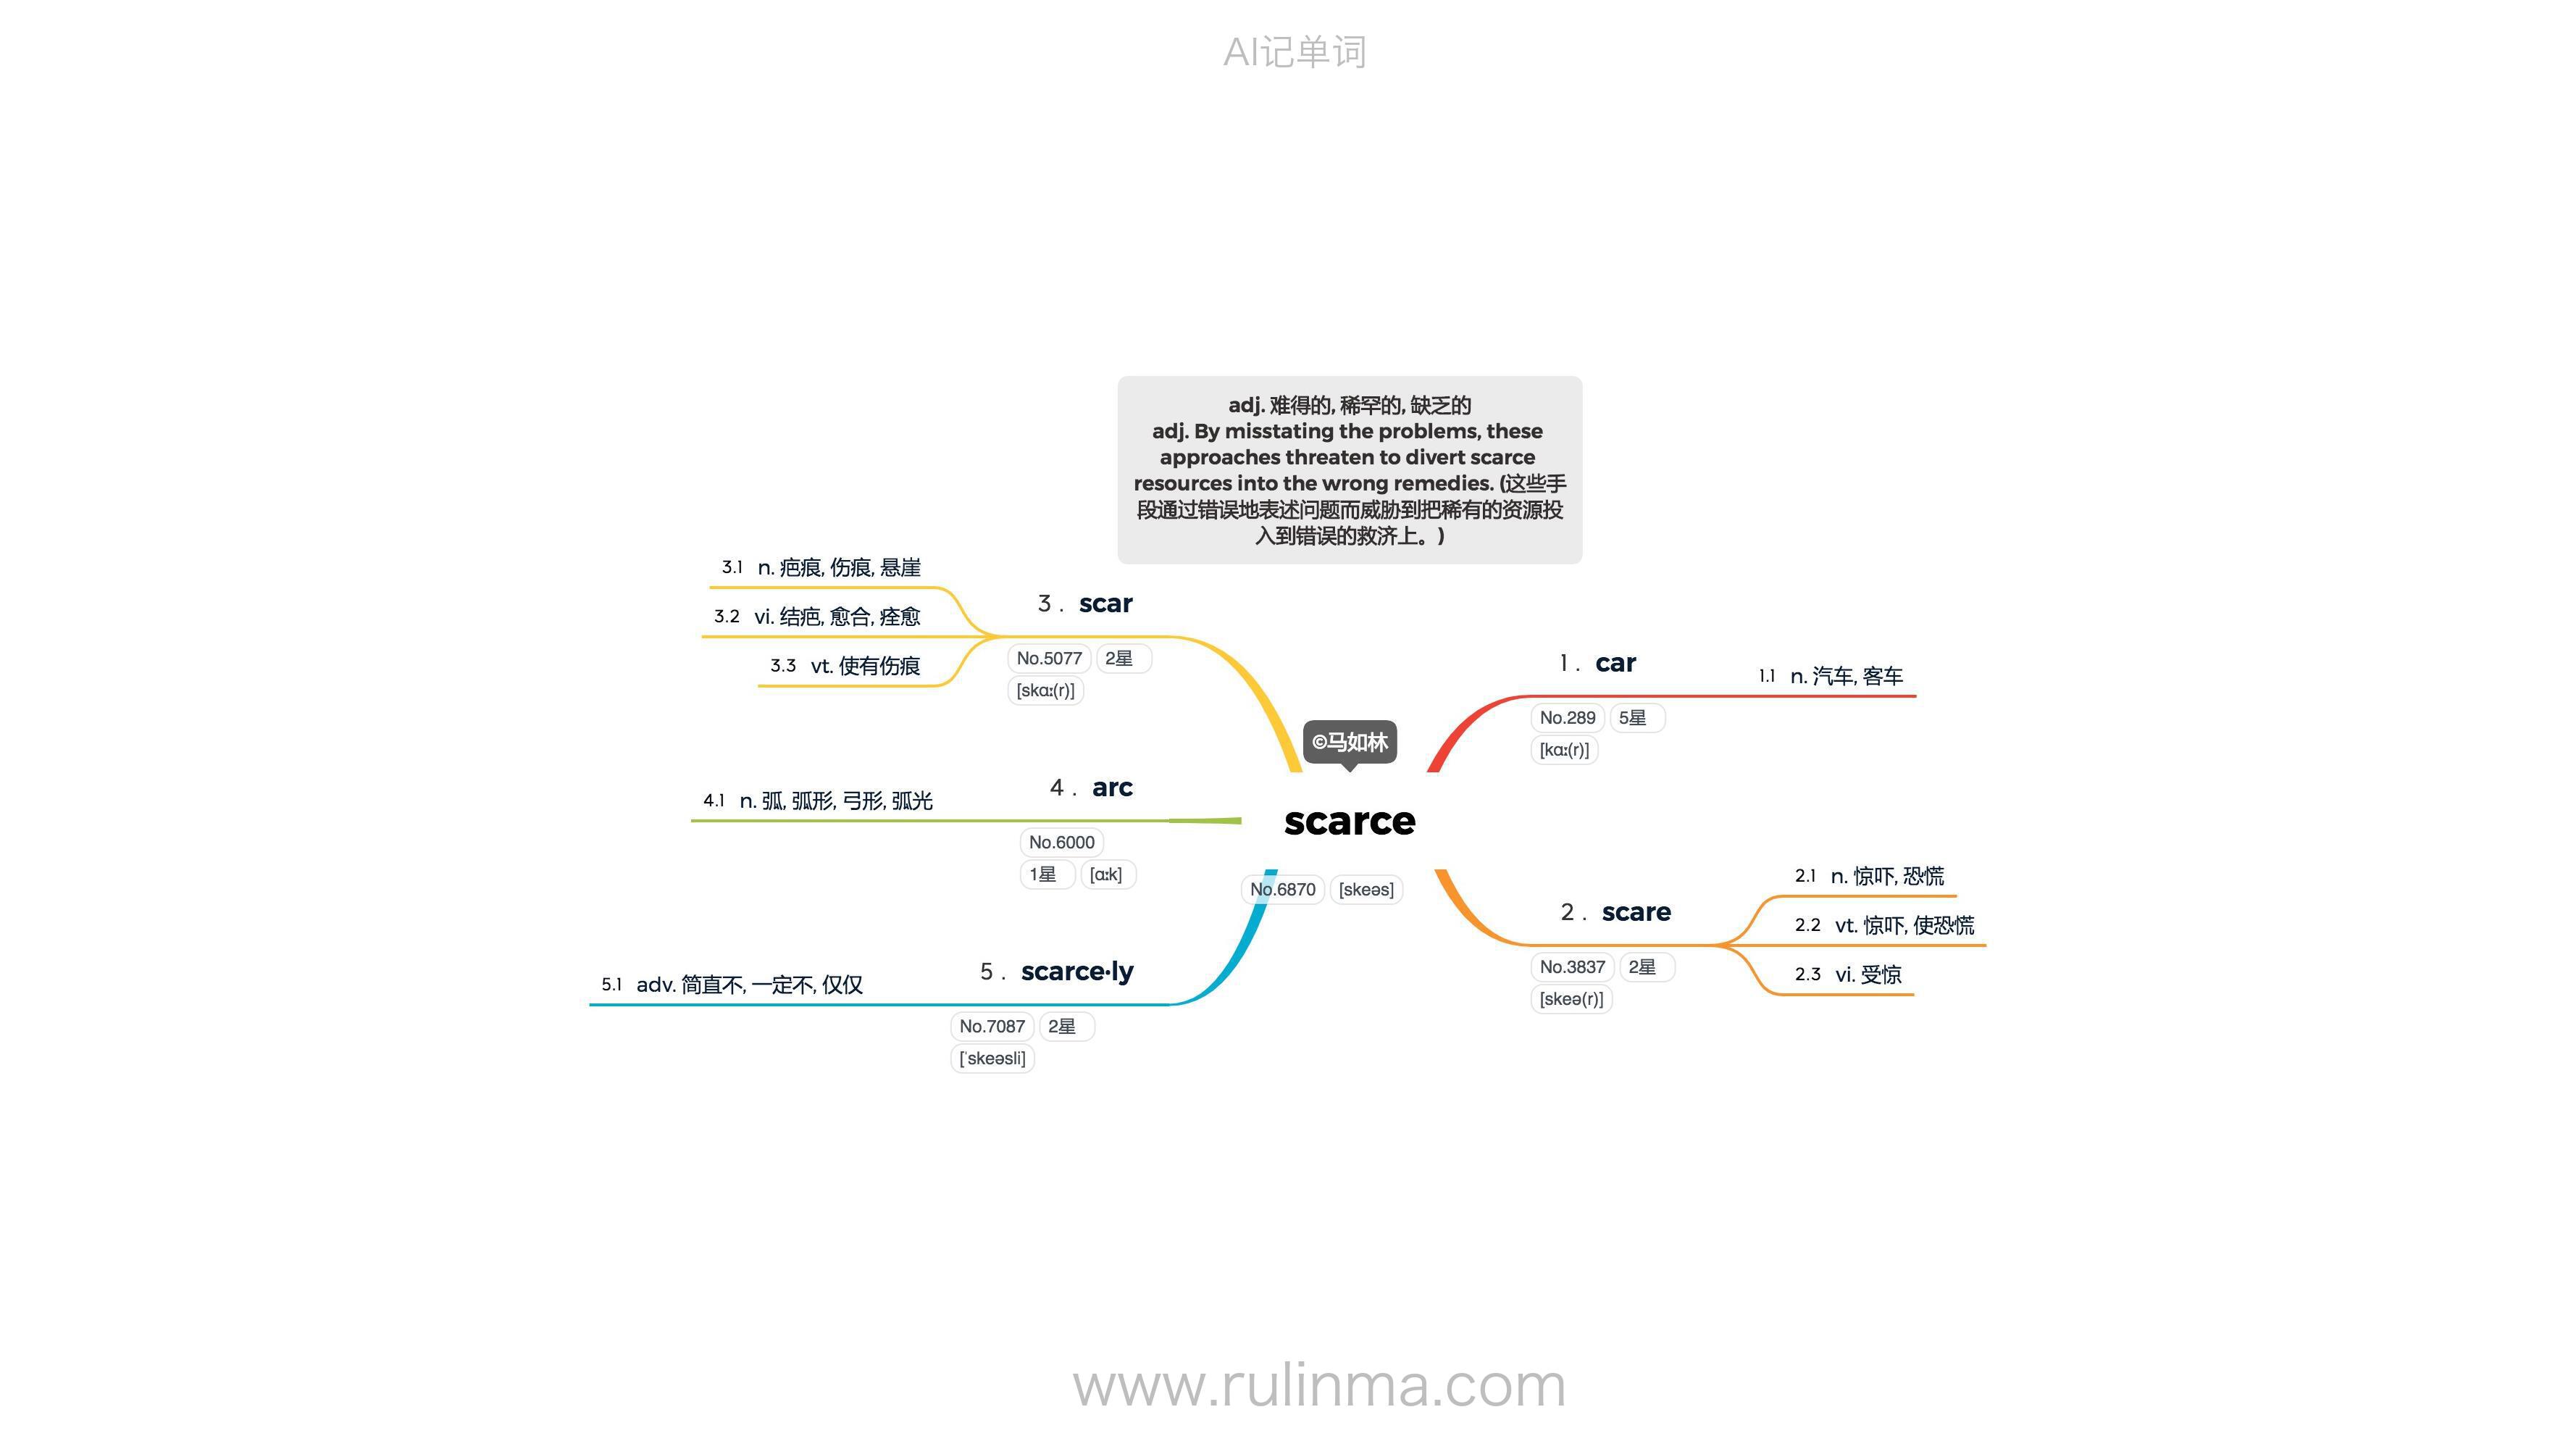 AI记单词
adj. 难得的, 稀罕的, 缺乏的
adj. By misstating the problems, these
approaches threaten to divert scarce
resources into the wrong remedies. (这些手
段通过错误地表述问题而威胁到把稀有的资源投
入到错误的救济上。)
©马如林
scarce
No.6870 [skeəs]
1. car
No.289 5星
[kɑː(r)]
1.1 n. 汽车, 客车
2. scare
No.3837 2星
[skeə(r)]
2.1 n. 惊吓, 恐慌
2.2 vt. 惊吓, 使恐慌
2.3 vi. 受惊
3. scar
No.5077 2星
[skɑː(r)]
3.1 n. 疤痕, 伤痕, 悬崖
3.2 vi. 结疤, 愈合, 痊愈
3.3 vt. 使有伤痕
4. arc
No.6000
1星 [ɑːk]
4.1 n. 弧, 弧形, 弓形, 弧光
5. scarce·ly
No.7087 2星
[ˈskeəsli]
5.1 adv. 简直不, 一定不, 仅仅
www.rulinma.com